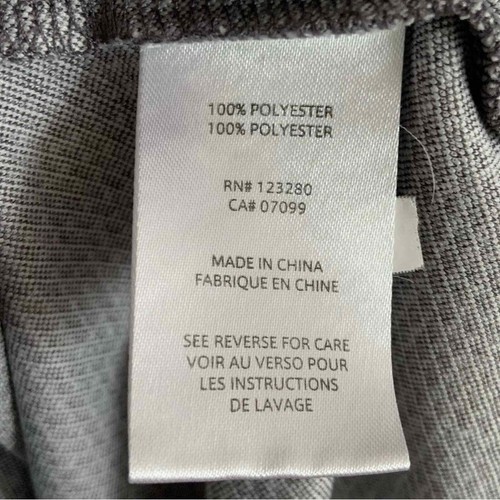 100% POLYESTER
100% POLYESTER
RN# 123280
CA# 07099
MADE IN CHINA
FABRIQUE EN CHINE
SEE REVERSE FOR CARE
VOIR AU VERSO POUR
LES INSTRUCTIONS
DE LAVAGE